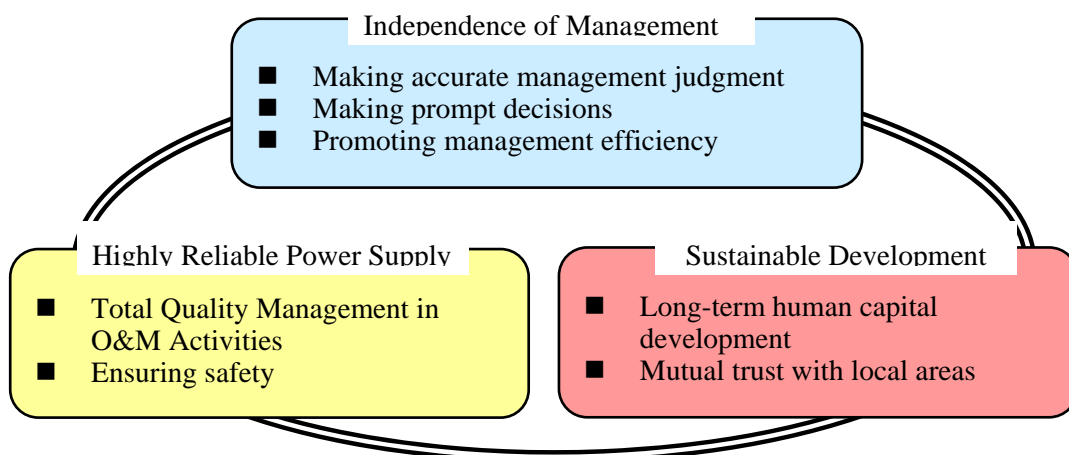 Independence of Management
■ Making accurate management judgment
■ Making prompt decisions
■ Promoting management efficiency
Highly Reliable Power Supply
■ Total Quality Management in
O&M Activities
■ Ensuring safety
Sustainable Development
■ Long-term human capital
development
■ Mutual trust with local areas